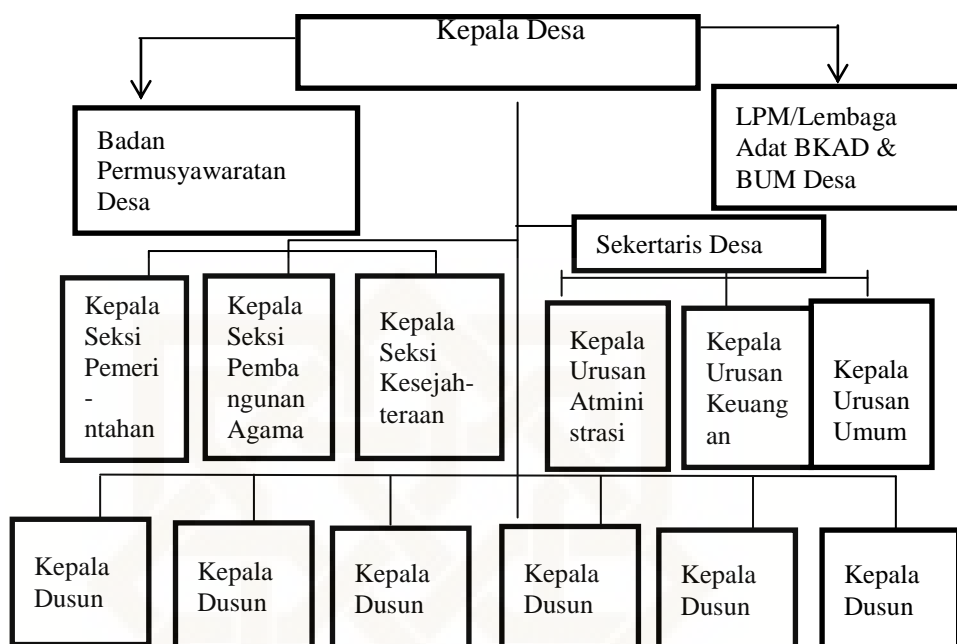 Kepala Desa
Badan
Permusyawaratan
Desa
LPM/Lembaga
Adat BKAD &
BUM Desa
Sekertaris Desa
Kepala
Seksi
Pemeri
-
ntahan
Kepala
Seksi
Pemba
ngunan
Agama
Kepala
Seksi
Kesejah-
teraan
Kepala
Urusan
Atmini
strasi
Kepala
Urusan
Keuang
an
Kepala
Urusan
Umum
Kepala
Dusun
Kepala
Dusun
Kepala
Dusun
Kepala
Dusun
Kepala
Dusun
Kepala
Dusun